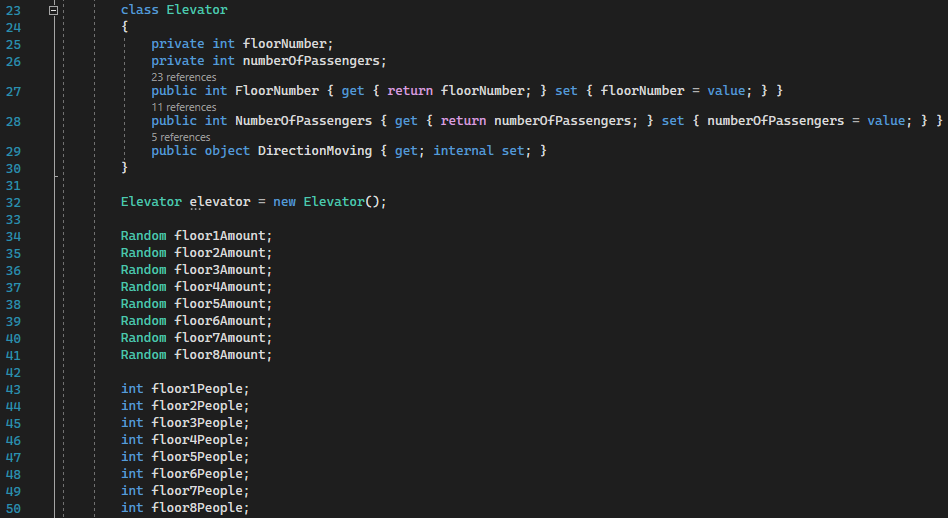 23 class Elevator
24 {
25 private int floorNumber;
26 private int numberOfPassengers;
23 references
27 public int FloorNumber { get { return floorNumber; } set { floorNumber = value; } }
11 references
28 public int NumberOfPassengers { get { return numberOfPassengers; } set { numberOfPassengers = value; } }
5 references
29 public object DirectionMoving { get; internal set; }
30 }
31
32 Elevator elevator = new Elevator();
33
34 Random floor1Amount;
35 Random floor2Amount;
36 Random floor3Amount;
37 Random floor4Amount;
38 Random floor5Amount;
39 Random floor6Amount;
40 Random floor7Amount;
41 Random floor8Amount;
42
43 int floor1People;
44 int floor2People;
45 int floor3People;
46 int floor4People;
47 int floor5People;
48 int floor6People;
49 int floor7People;
50 int floor8People;